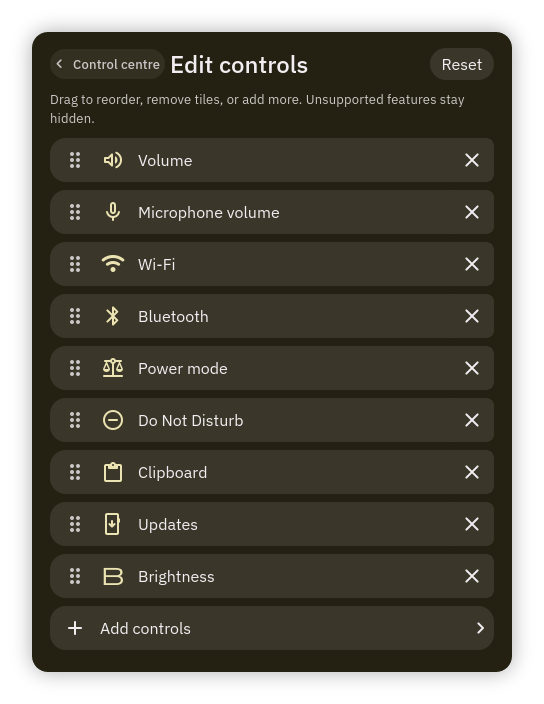 Control centre Edit controls Reset
Drag to reorder, remove tiles, or add more. Unsupported features stay
hidden.
Volume
Microphone volume
Wi-Fi
Bluetooth
Power mode
Do Not Disturb
Clipboard
Updates
Brightness
Add controls